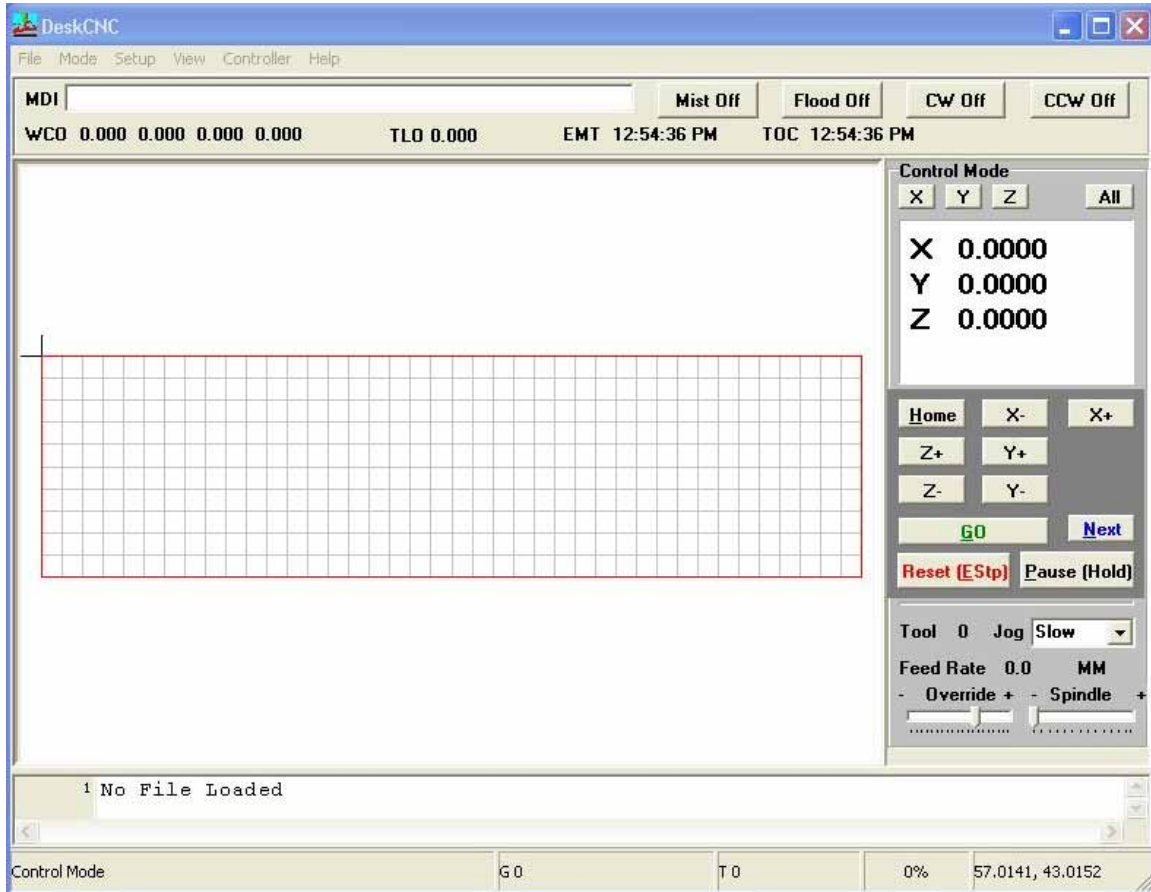 DeskCNC
File Mode Setup View Controller Help
MDI Mist Off Flood Off CW Off CCW Off
WCO 0.000 0.000 0.000 0.000 TLO 0.000 EMT 12:54:36 PM TOC 12:54:36 PM
Control Mode
X Y Z All
X 0.0000
Y 0.0000
Z 0.0000
Home X- X+
Z+ Y+
Z- Y-
GO Next
Reset (EStp) Pause (Hold)
Tool 0 Jog Slow
Feed Rate 0.0 MM
- Override + - Spindle +
1 No File Loaded
Control Mode G 0 T 0 0% 57.0141, 43.0152